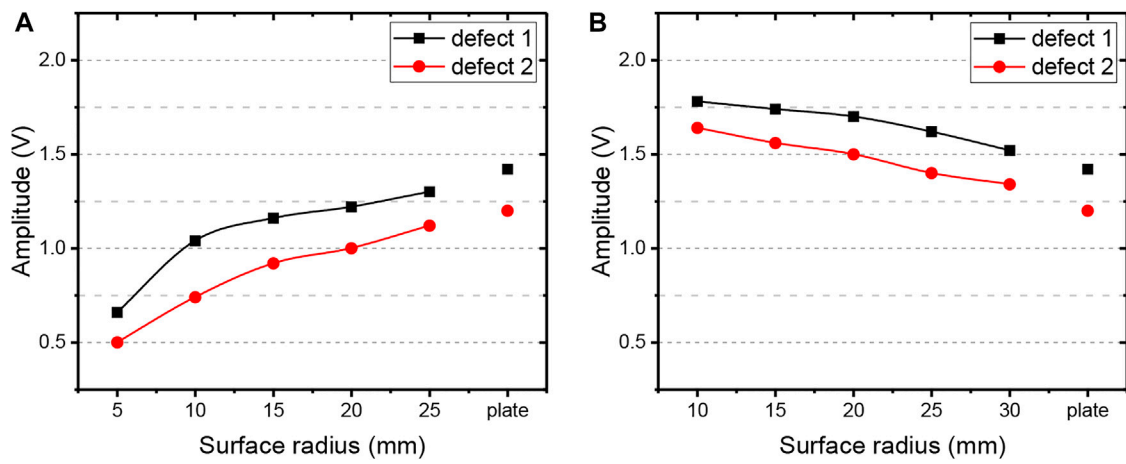 A
defect 1
defect 2
2.0
1.5
1.0
0.5
Amplitude (V)
5 10 15 20 25 plate
Surface radius (mm)
B
defect 1
defect 2
2.0
1.5
1.0
0.5
Amplitude (V)
10 15 20 25 30 plate
Surface radius (mm)